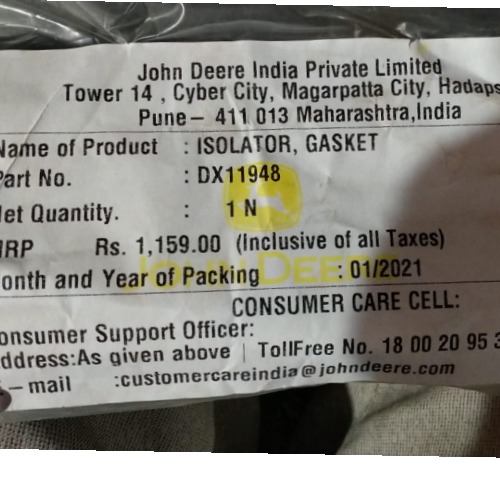 John Deere India Private Limited
Tower 14 , Cyber City, Magarpatta City, Hadaps
Pune– 411 013 Maharashtra,India
Name of Product : ISOLATOR, GASKET
Part No. : DX11948
Net Quantity. : 1 N
MRP Rs. 1,159.00 (Inclusive of all Taxes)
onth and Year of Packing : 01/2021
JOHN DEERE
CONSUMER CARE CELL:
onsumer Support Officer:
ddress:As given above | TollFree No. 18 00 20 95 3
– mail :customercareindia@johndeere.com